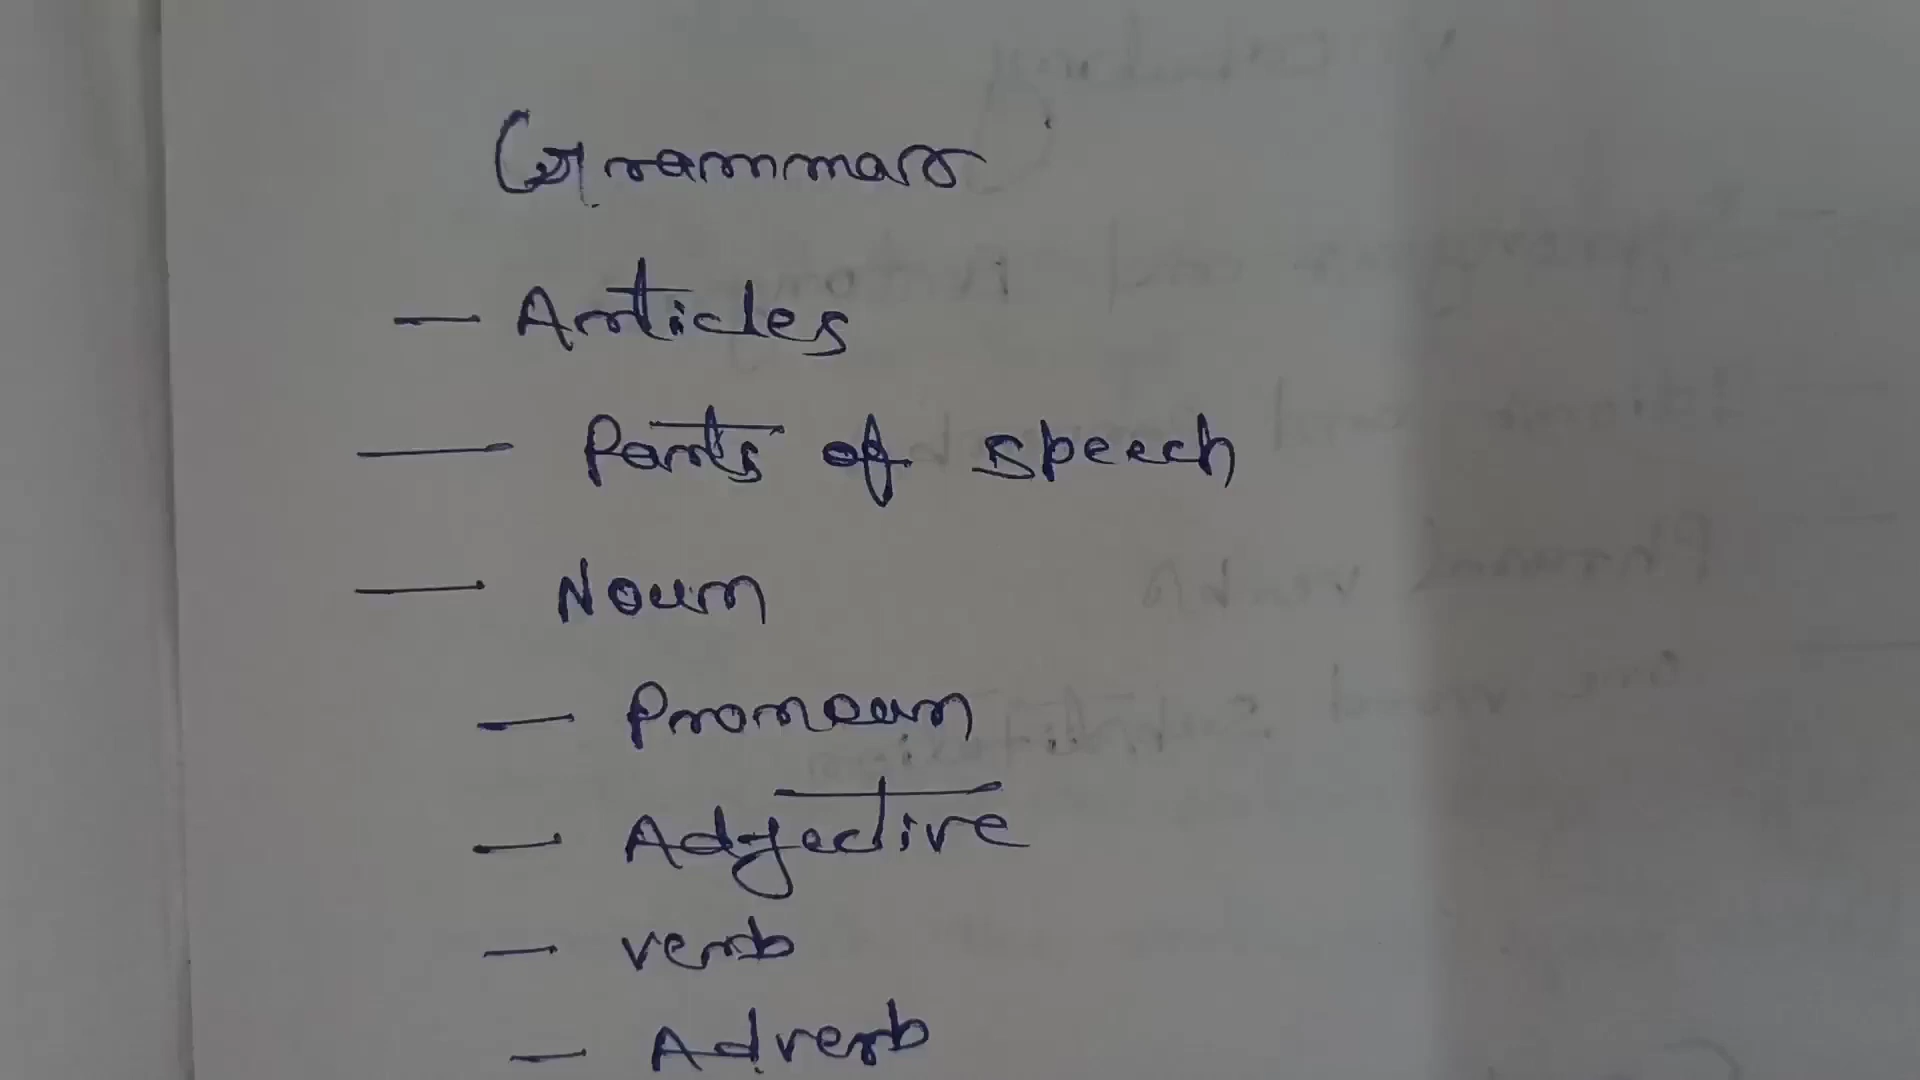 Grammar
— Articles
— Parts of speech
— Noun
— Pronoun
— Adjective
— verb
— Adverb